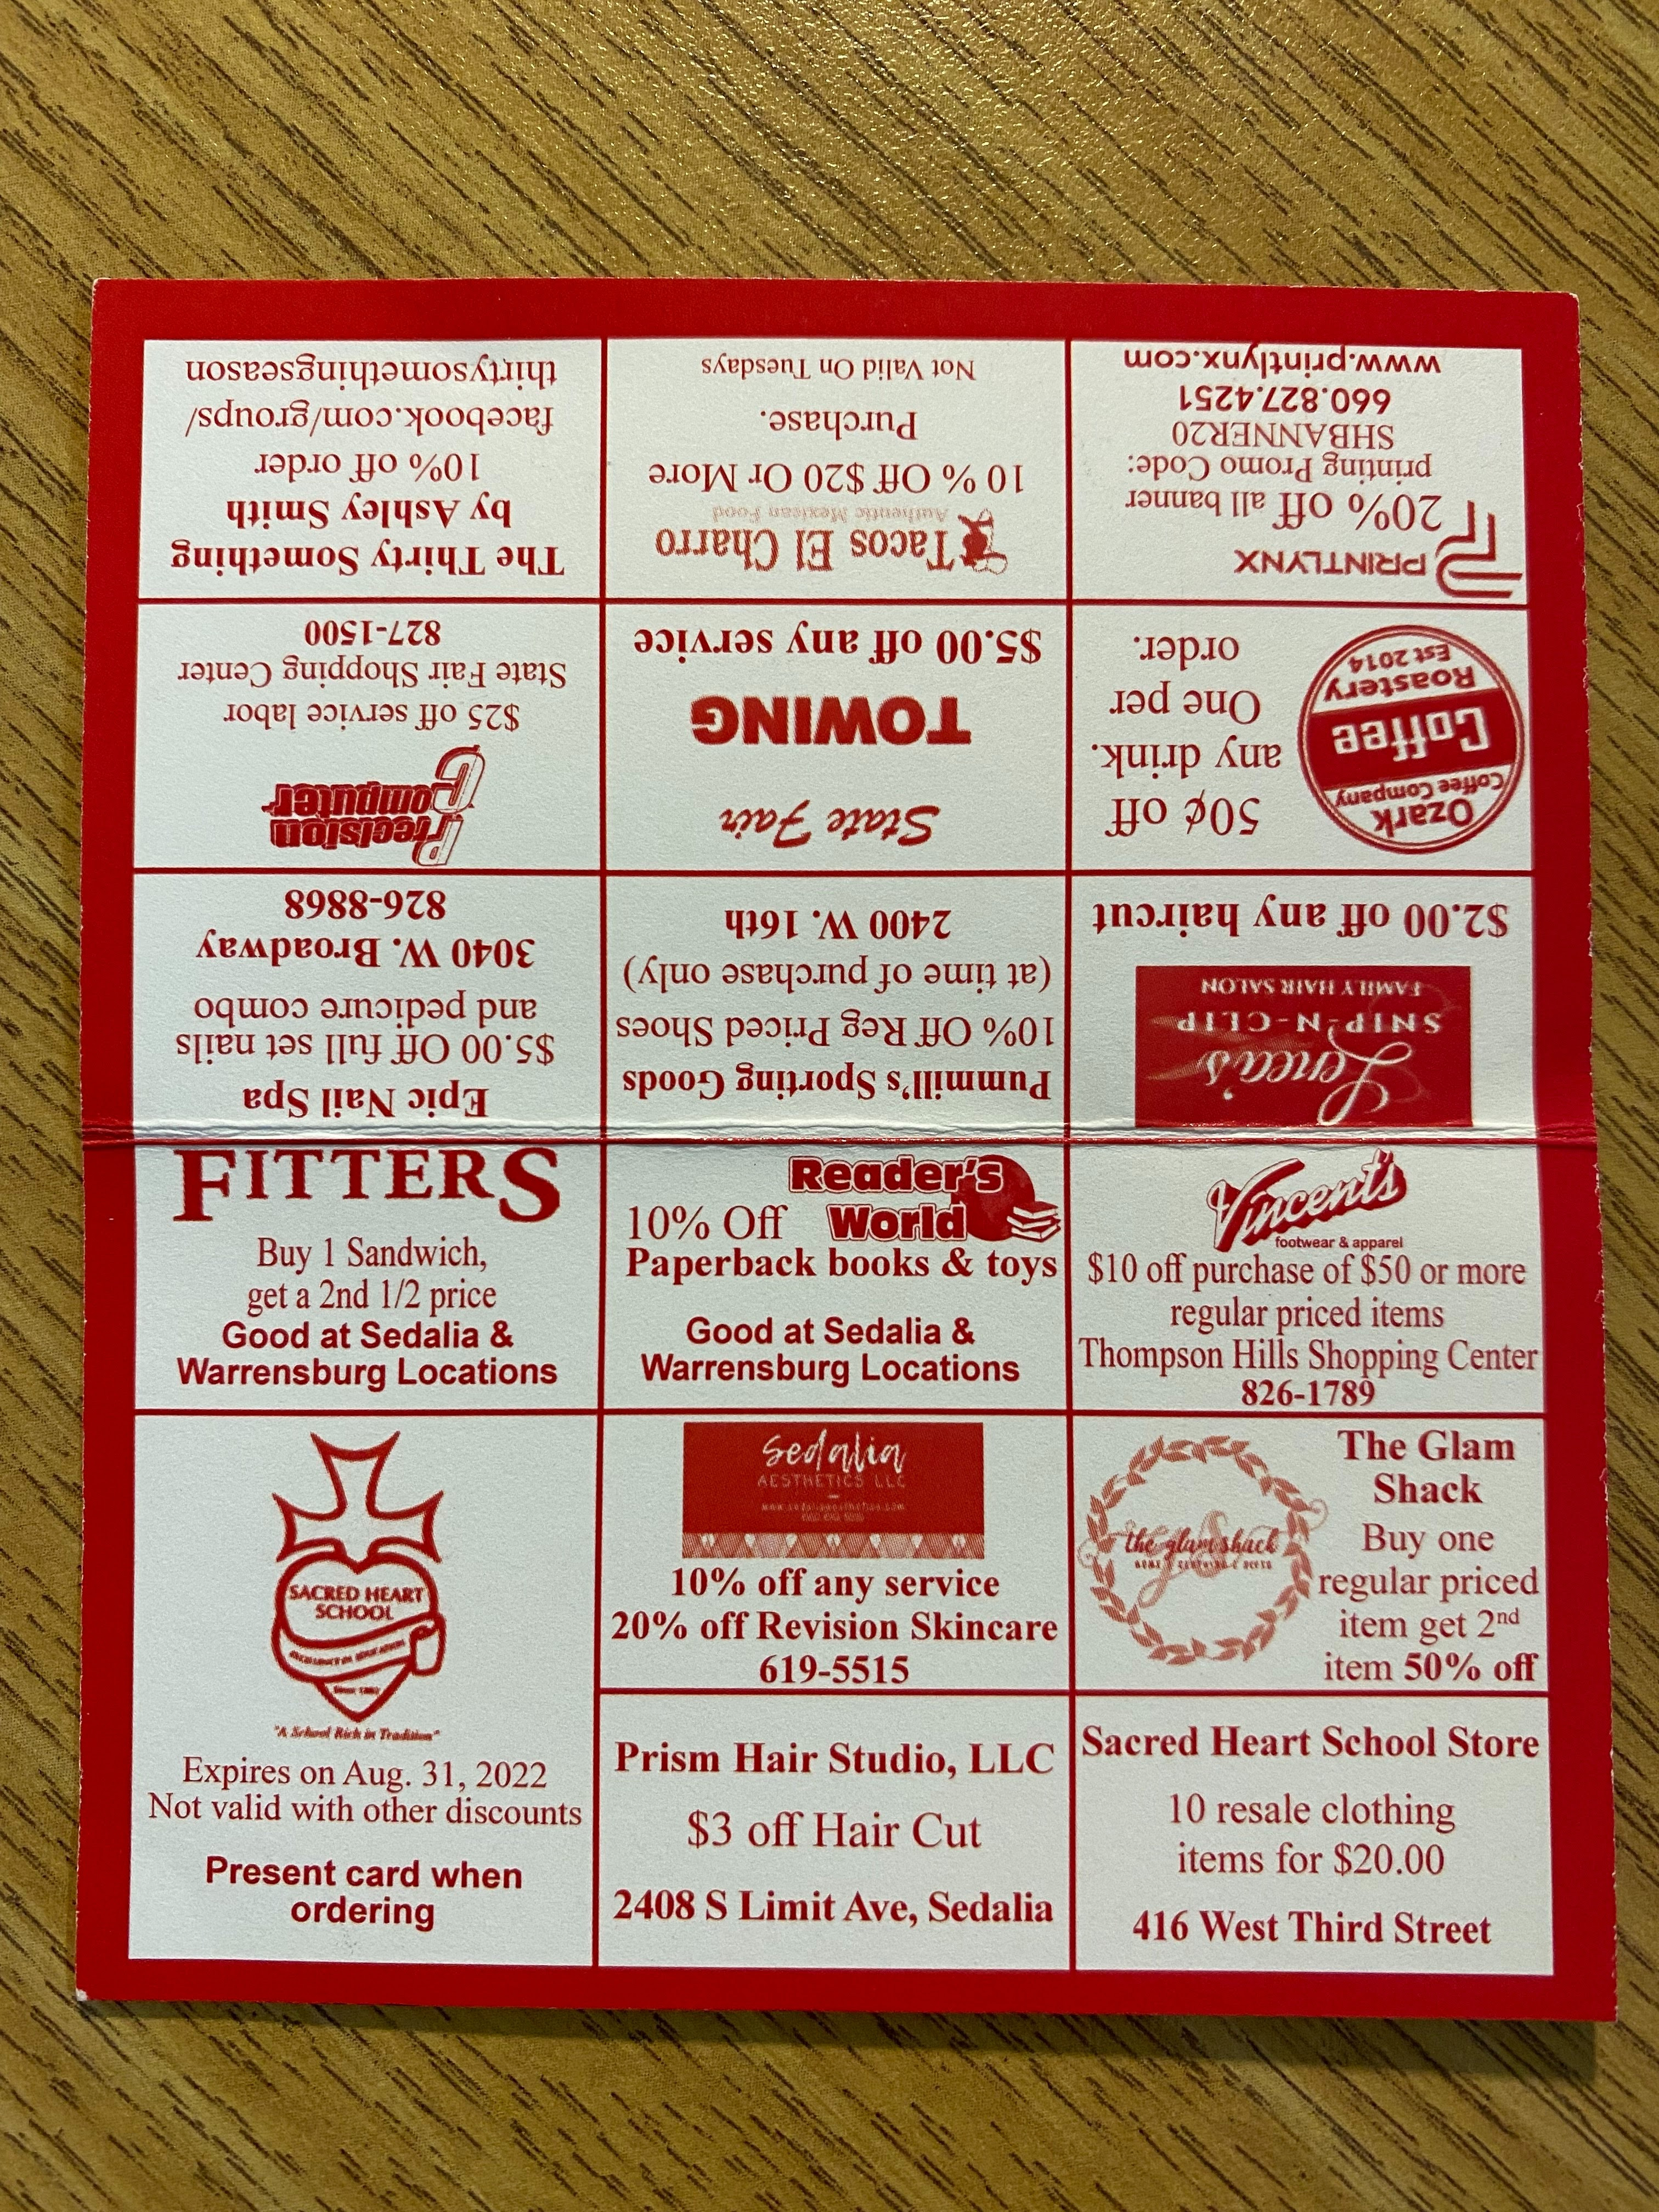 FITTERS
Buy 1 Sandwich,
get a 2nd 1/2 price
Good at Sedalia &
Warrensburg Locations
Reader's
World
10% Off
Paperback books & toys
Good at Sedalia &
Warrensburg Locations
Vincent's
footwear & apparel
$10 off purchase of $50 or more
regular priced items
Thompson Hills Shopping Center
826-1789
SACRED HEART
SCHOOL
EXCELLENCE IN EDUCATION
Since 1882
"A School Rich in Tradition"
Expires on Aug. 31, 2022
Not valid with other discounts
Present card when
ordering
sedalia
AESTHETICS LLC
www.sedaliaaesthetics.com
10% off any service
20% off Revision Skincare
619-5515
the glam shack
The Glam
Shack
Buy one
regular priced
item get 2nd
item 50% off
Prism Hair Studio, LLC
$3 off Hair Cut
2408 S Limit Ave, Sedalia
Sacred Heart School Store
10 resale clothing
items for $20.00
416 West Third Street
Lenea's
SNIP-N-CLIP
FAMILY HAIR SALON
$2.00 off any haircut
Pummill's Sporting Goods
10% Off Reg Priced Shoes
(at time of purchase only)
2400 W. 16th
Epic Nail Spa
$5.00 Off full set nails
and pedicure combo
3040 W. Broadway
826-8868
Ozark
Coffee Company
Coffee
Roastery
Est 2014
50¢ off
any drink.
One per
order.
State Fair
TOWING
$5.00 off any service
Precision
Computer
$25 off service labor
State Fair Shopping Center
827-1500
PRINTLYNX
20% off all banner
printing Promo Code:
SHBANNER20
660.827.4251
www.printlynx.com
Tacos El Charro
Authentic Mexican Food
10 % Off $20 Or More
Purchase.
Not Valid On Tuesdays
The Thirty Something
by Ashley Smith
10% off order
facebook.com/groups/
thirtysomethingseason